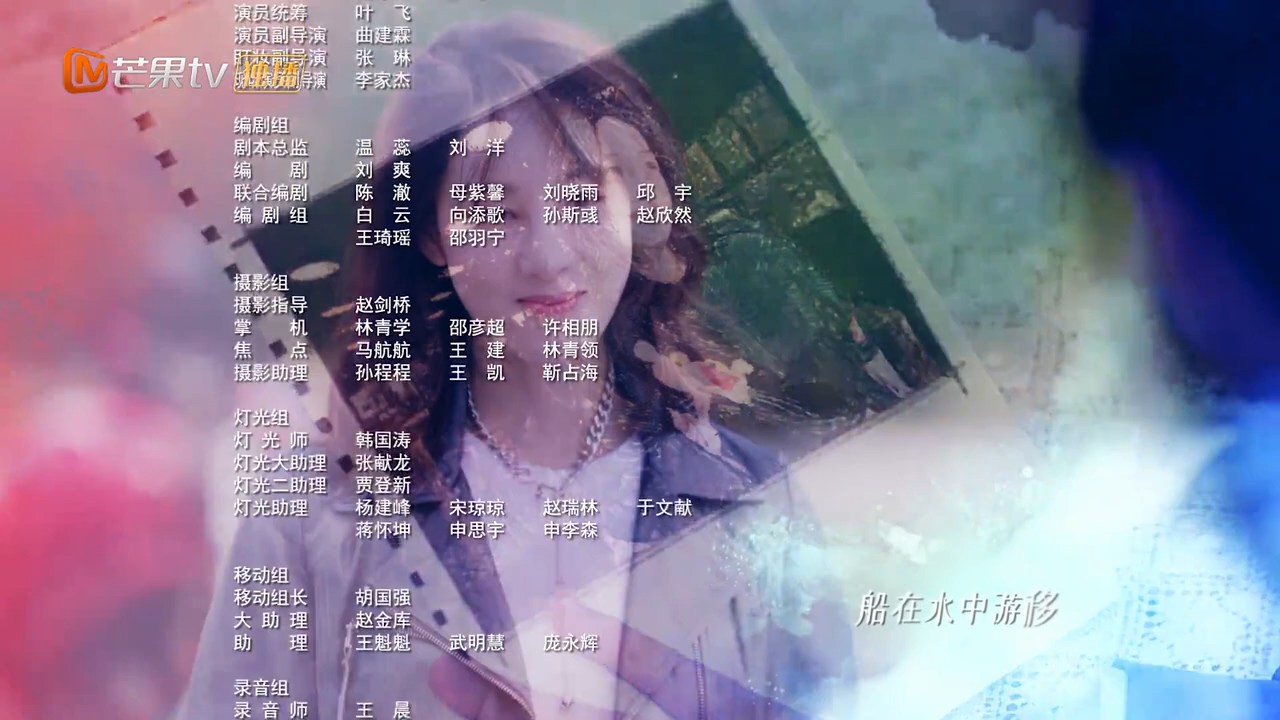 演员统筹 叶 飞
演员副导演 曲建霖
芒果tv 独播
副导演 张 琳
导演 李家杰
编剧组
剧本总监 温 蕊 刘 洋
编 剧 刘 爽
联合编剧 陈 澈 母紫馨 刘晓雨 邱 宇
编 剧 组 白 云 向添歌 孙斯彧 赵欣然
王琦瑶 邵羽宁
摄影组
摄影指导 赵剑桥
掌 机 林青学 邵彦超 许相朋
焦 点 马航航 王 建 林青领
摄影助理 孙程程 王 凯 靳占海
灯光组
灯 光 师 韩国涛
灯光大助理 张献龙
灯光二助理 贾登新
灯光助理 杨建峰 宋琼琼 赵瑞林 于文献
蒋怀坤 申思宇 申李森
移动组
移动组长 胡国强
船在水中游移
大 助 理 赵金库
助 理 王魁魁 武明慧 庞永辉
录音组
录 音 师 王 晨